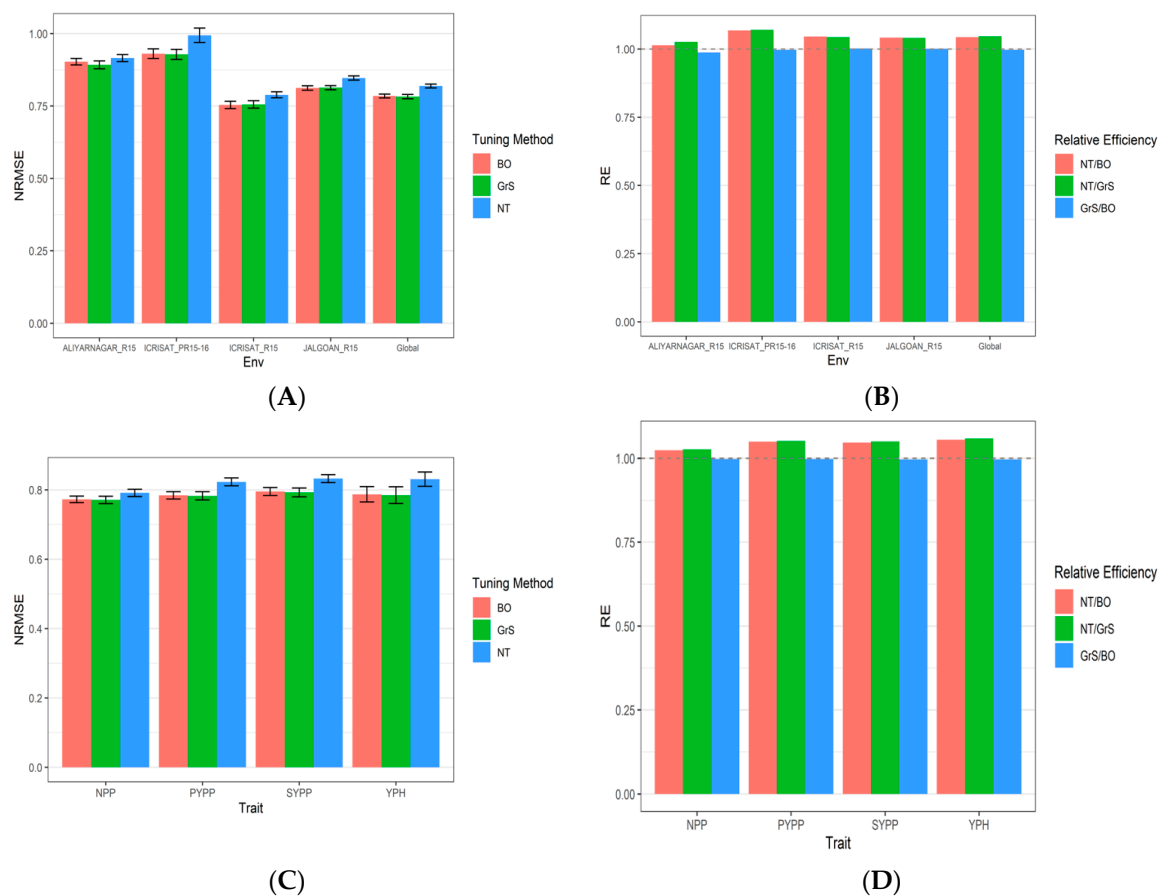 1.00
0.75
0.50
0.25
0.00
NRMSE
ALIYARNAGAR_R15 ICRISAT_PR15-16 ICRISAT_R15 JALGOAN_R15 Global
Env
Tuning Method
BO
GrS
NT
(A)
1.00
0.75
0.50
0.25
0.00
RE
ALIYARNAGAR_R15 ICRISAT_PR15-16 ICRISAT_R15 JALGOAN_R15 Global
Env
Relative Efficiency
NT/BO
NT/GrS
GrS/BO
(B)
0.8
0.6
0.4
0.2
0.0
NRMSE
NPP PYPP SYPP YPH
Trait
Tuning Method
BO
GrS
NT
(C)
1.00
0.75
0.50
0.25
0.00
RE
NPP PYPP SYPP YPH
Trait
Relative Efficiency
NT/BO
NT/GrS
GrS/BO
(D)